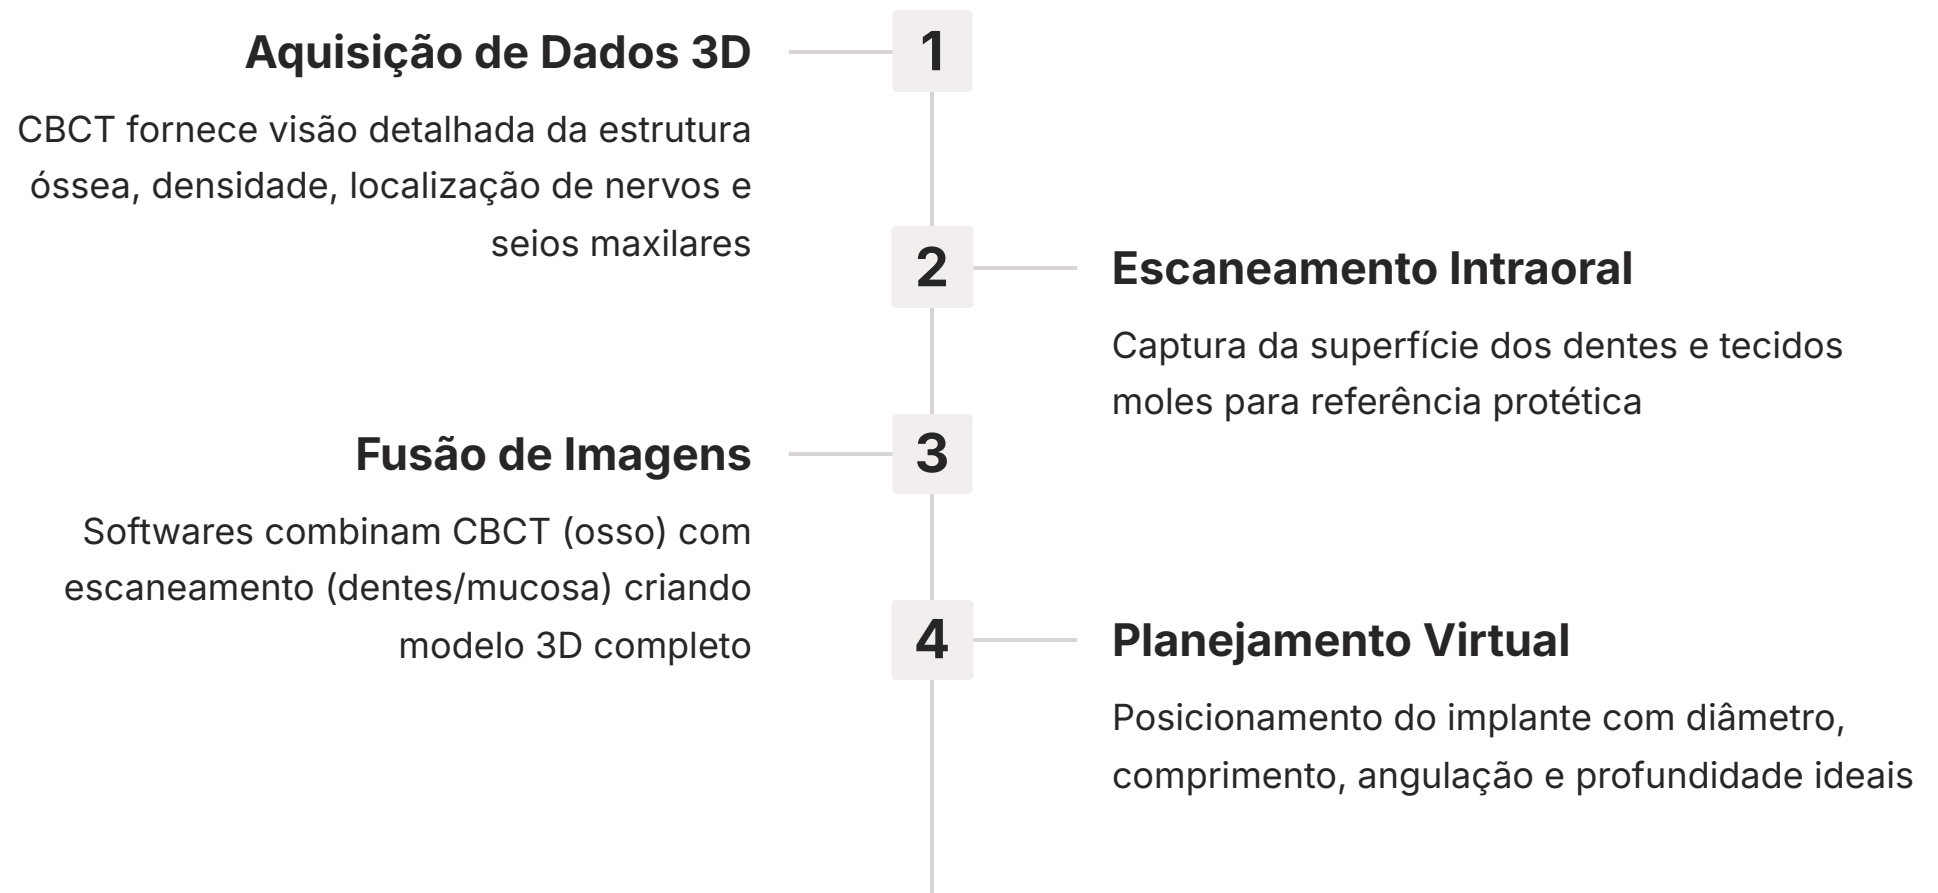 1
Aquisição de Dados 3D
CBCT fornece visão detalhada da estrutura
óssea, densidade, localização de nervos e
seios maxilares
2
Escaneamento Intraoral
Captura da superfície dos dentes e tecidos
moles para referência protética
3
Fusão de Imagens
Softwares combinam CBCT (osso) com
escaneamento (dentes/mucosa) criando
modelo 3D completo
4
Planejamento Virtual
Posicionamento do implante com diâmetro,
comprimento, angulação e profundidade ideais